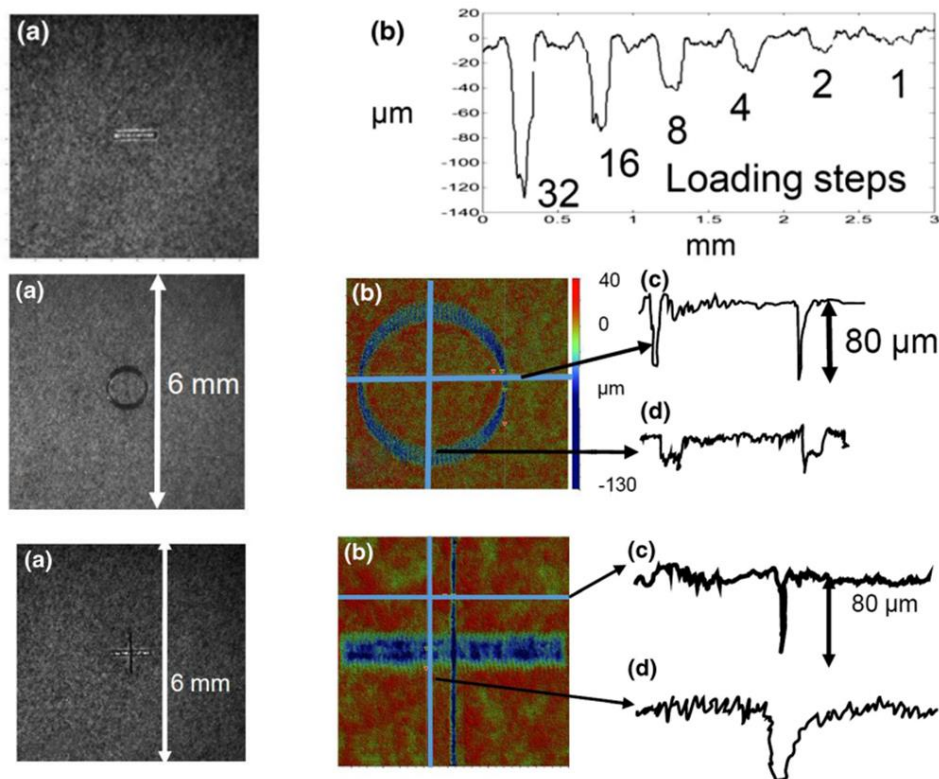 (a)
(b)
20
0
-20
-40
-60
-80
-100
-120
-140
µm
32
16
8
4
2
1
Loading steps
0
0.5
1
1.5
2
2.5
3
mm
(a)
6 mm
(b)
40
0
µm
-130
(c)
80 µm
(d)
(a)
6 mm
(b)
(c)
80 µm
(d)